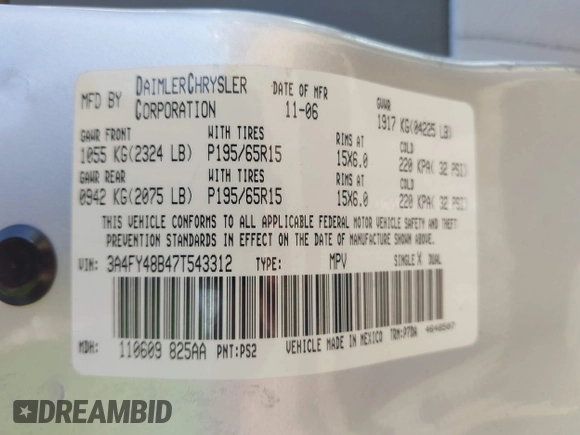 MFD BY DAIMLERCHRYSLER CORPORATION
DATE OF MFR 11-06
GVWR 1917 KG(04225 LB)
GAWR FRONT WITH TIRES RIMS AT COLD
1055 KG(2324 LB) P195/65R15 15X6.0 220 KPA( 32 PSI)
GAWR REAR WITH TIRES RIMS AT COLD
0942 KG(2075 LB) P195/65R15 15X6.0 220 KPA( 32 PSI)
THIS VEHICLE CONFORMS TO ALL APPLICABLE FEDERAL MOTOR VEHICLE SAFETY AND THEFT
PREVENTION STANDARDS IN EFFECT ON THE DATE OF MANUFACTURE SHOWN ABOVE.
VIN: 3A4FY48B47T543312 TYPE: MPV SINGLE X DUAL
MDH: 110609 825AA PNT:PS2 VEHICLE MADE IN MEXICO TRM:P7DA
DREAMBID